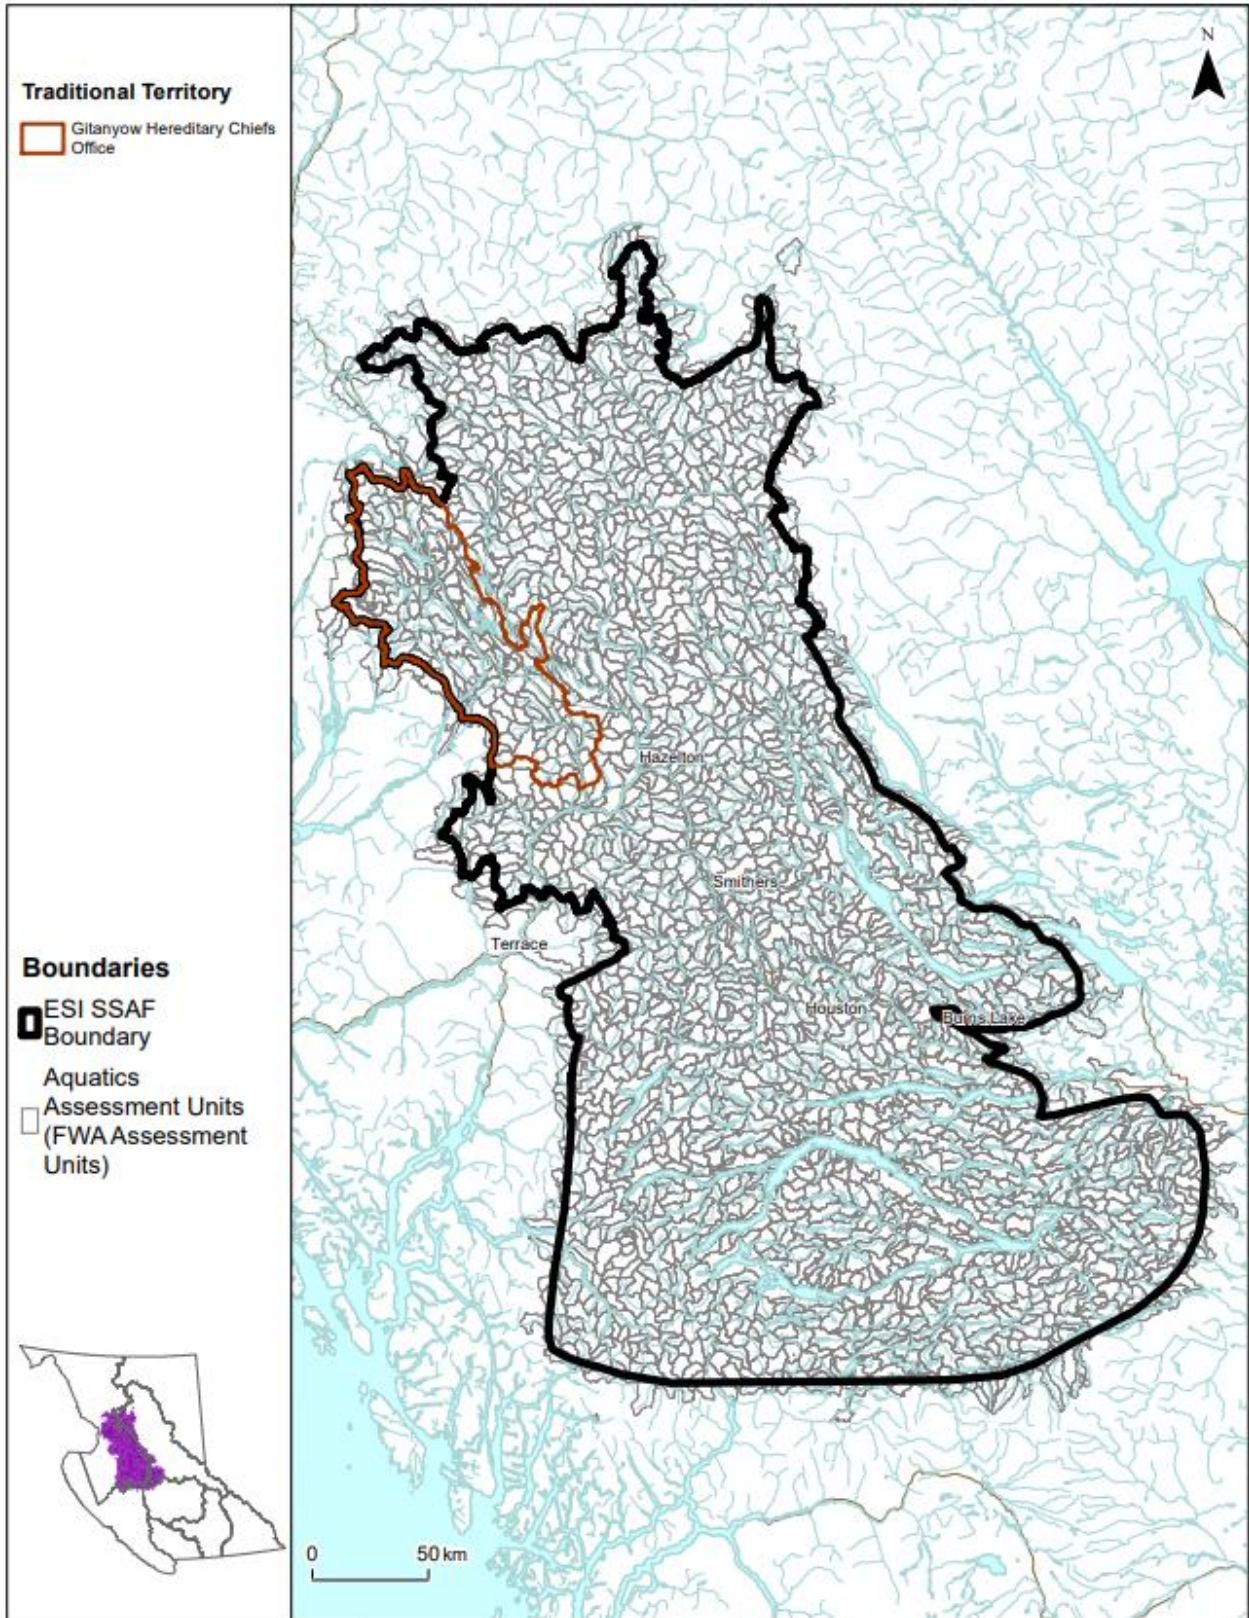 Traditional Territory
Gitanyow Hereditary Chiefs
Office
N
Hazelton
Smithers
Terrace
Houston
Burns Lake
Boundaries
ESI SSAF
Boundary
Aquatics
Assessment Units
(FWA Assessment
Units)
0 50 km